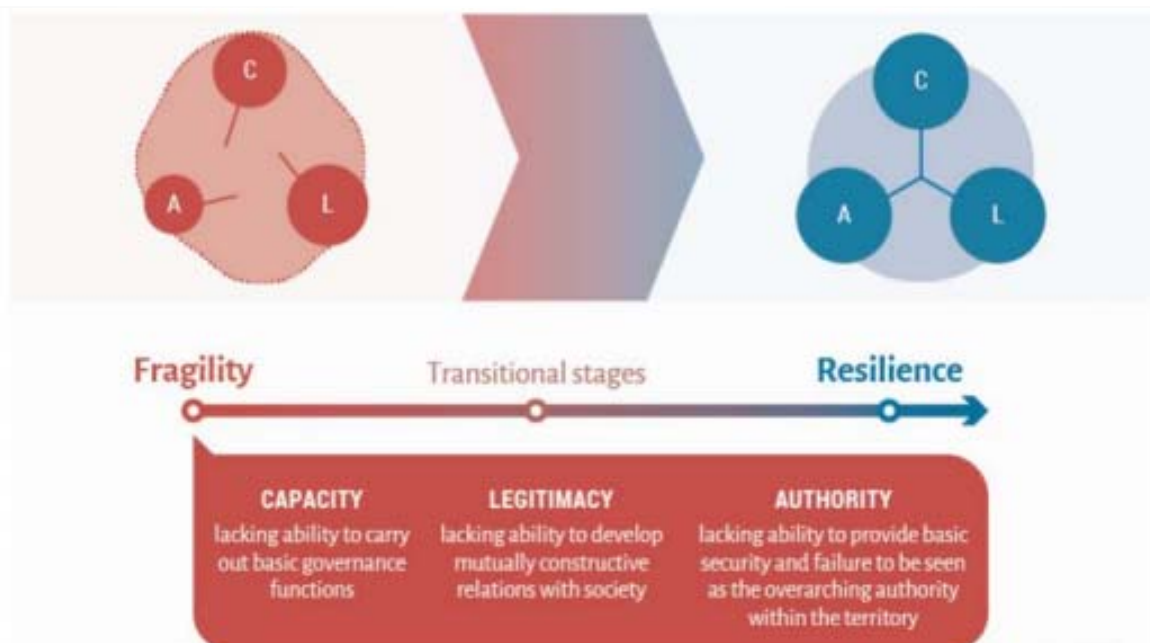 C
A
L
C
A
L
Fragility
Transitional stages
Resilience
CAPACITY
lacking ability to carry
out basic governance
functions
LEGITIMACY
lacking ability to develop
mutually constructive
relations with society
AUTHORITY
lacking ability to provide basic
security and failure to be seen
as the overarching authority
within the territory